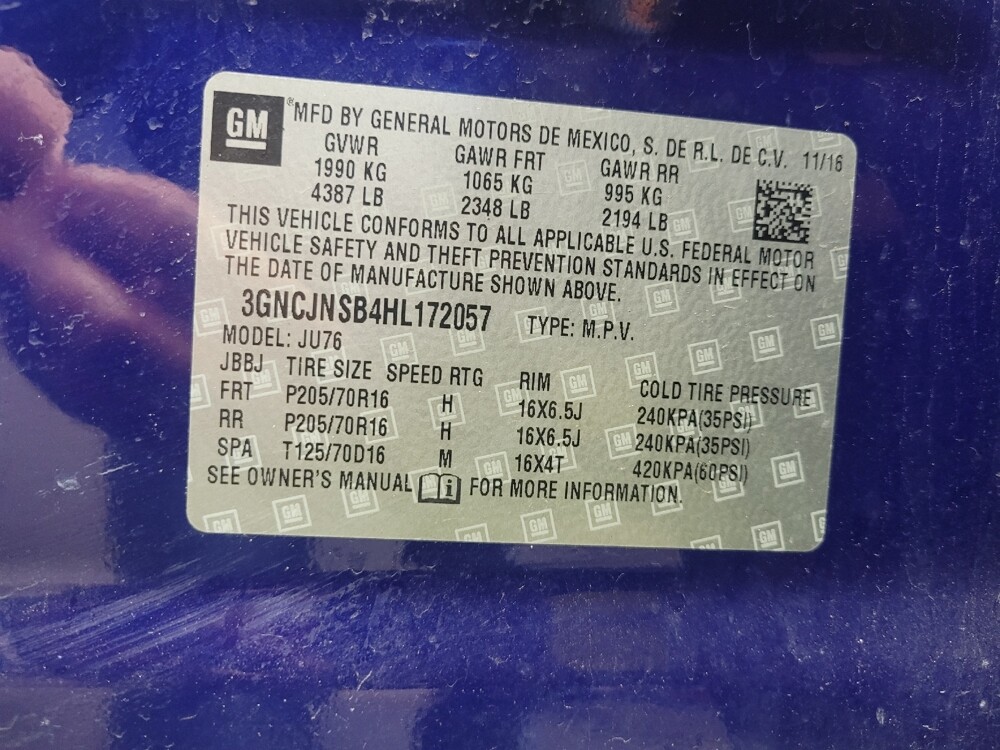 GM ® MFD BY GENERAL MOTORS DE MEXICO, S. DE R.L. DE C.V. 11/16
GVWR GAWR FRT GAWR RR
1990 KG 1065 KG 995 KG
4387 LB 2348 LB 2194 LB
THIS VEHICLE CONFORMS TO ALL APPLICABLE U.S. FEDERAL MOTOR
VEHICLE SAFETY AND THEFT PREVENTION STANDARDS IN EFFECT ON
THE DATE OF MANUFACTURE SHOWN ABOVE.
3GNCJNSB4HL172057 TYPE: M.P.V.
MODEL: JU76
JBBJ TIRE SIZE SPEED RTG RIM COLD TIRE PRESSURE
FRT P205/70R16 H 16X6.5J 240KPA(35PSI)
RR P205/70R16 H 16X6.5J 240KPA(35PSI)
SPA T125/70D16 M 16X4T 420KPA(60PSI)
SEE OWNER'S MANUAL i FOR MORE INFORMATION.